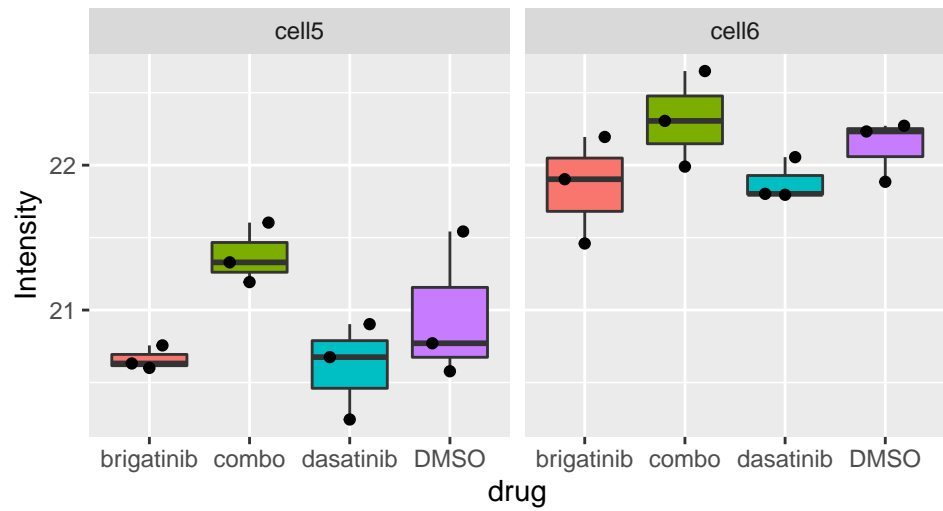 cell5 cell6
Intensity
22
21
brigatinib combo dasatinib DMSO brigatinib combo dasatinib DMSO
drug